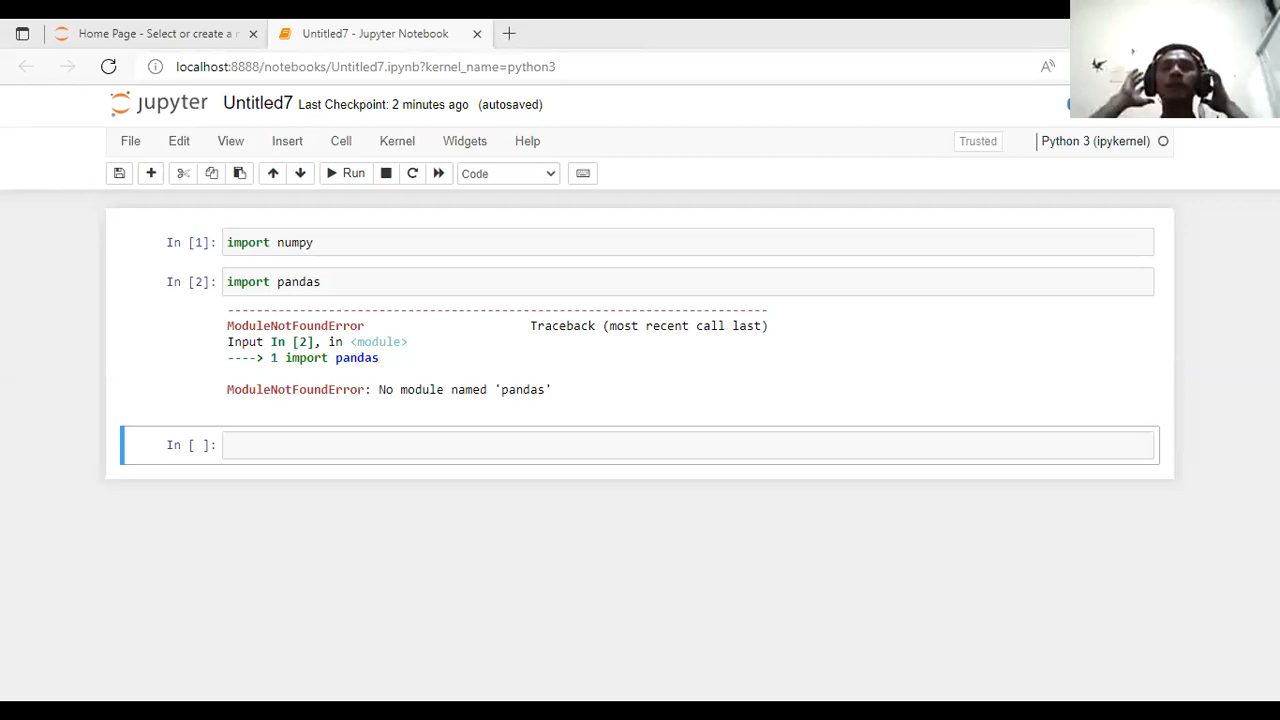 Home Page - Select or create a n
Untitled7 - Jupyter Notebook
localhost:8888/notebooks/Untitled7.ipynb?kernel_name=python3
jupyter Untitled7 Last Checkpoint: 2 minutes ago (autosaved)
File Edit View Insert Cell Kernel Widgets Help Trusted Python 3 (ipykernel)
Run Code
In [1]: import numpy
In [2]: import pandas
---------------------------------------------------------------------------
ModuleNotFoundError Traceback (most recent call last)
Input In [2], in <module>
----> 1 import pandas
ModuleNotFoundError: No module named 'pandas'
In [ ]: